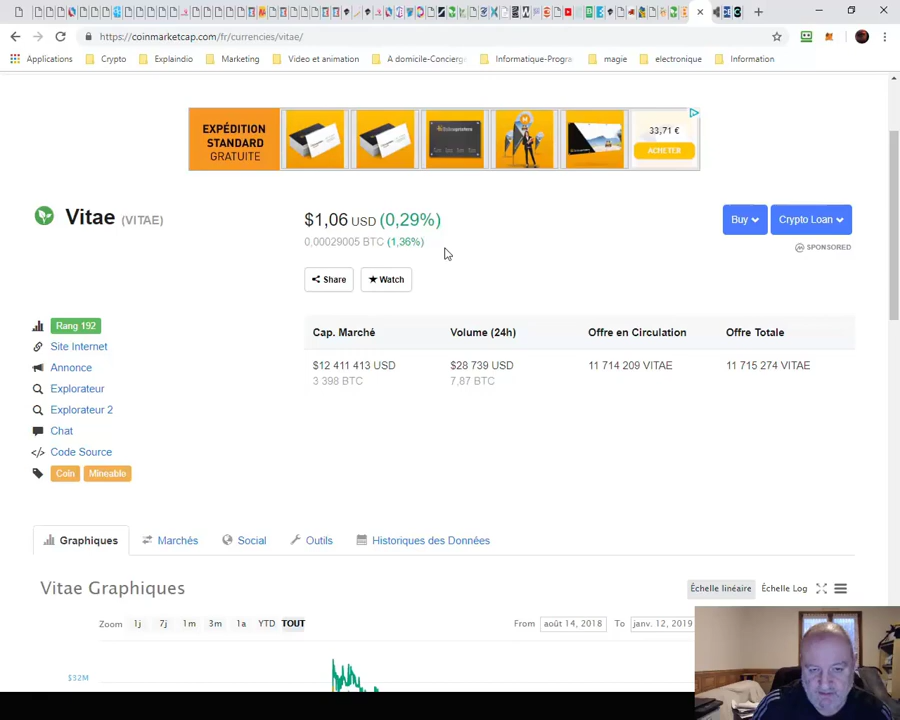 https://coinmarketcap.com/fr/currencies/vitae/
Applications Crypto Explaindio Marketing Video et animation A domicile-Concierg Informatique-Progra magie electronique Information
EXPÉDITION
STANDARD
GRATUITE
33,71 €
ACHETER
Vitae (VITAE)
$1,06 USD (0,29%)
0,00029005 BTC (1,36%)
Buy
Crypto Loan
SPONSORED
Share
Watch
Rang 192
Site Internet
Annonce
Explorateur
Explorateur 2
Chat
Code Source
Coin Mineable
Cap. Marché Volume (24h) Offre en Circulation Offre Totale
$12 411 413 USD $28 739 USD 11 714 209 VITAE 11 715 274 VITAE
3 398 BTC 7,87 BTC
Graphiques Marchés Social Outils Historiques des Données
Vitae Graphiques
Échelle linéaire Échelle Log
Zoom 1j 7j 1m 3m 1a YTD TOUT
From août 14, 2018 To janv. 12, 2019
$32M